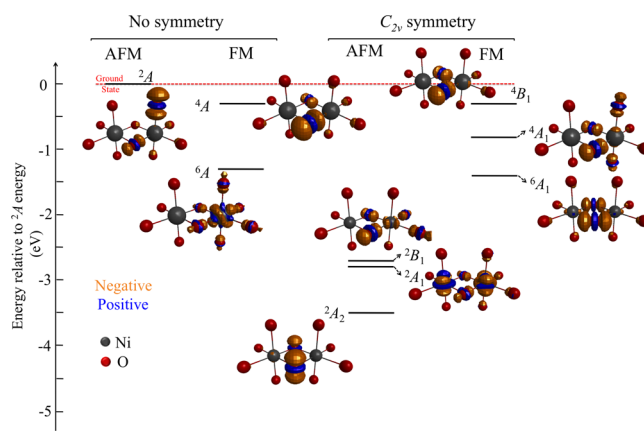 No symmetry
C2v symmetry
AFM
FM
AFM
FM
Ground
State
²A
⁴A
⁶A
⁴B₁
⁴A₁
⁶A₁
²B₁
²A₁
²A₂
Energy relative to ²A energy
(eV)
0
-1
-2
-3
-4
-5
Negative
Positive
Ni
O